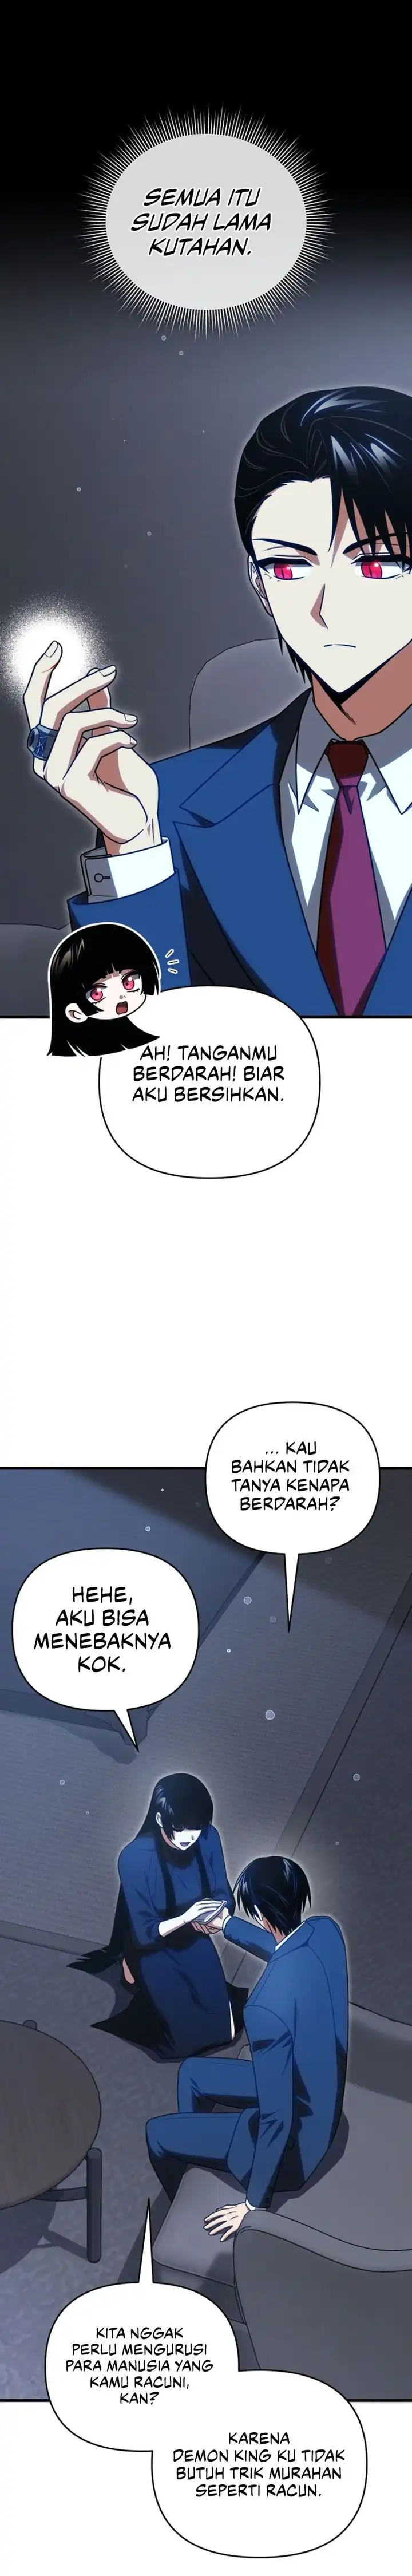 SEMUA ITU
SUDAH LAMA
KUTAHAN.
AH! TANGANMU
BERDARAH! BIAR
AKU BERSIHKAN.
... KAU
BAHKAN TIDAK
TANYA KENAPA
BERDARAH?
HEHE,
AKU BISA
MENEBAKNYA
KOK.
KITA NGGAK
PERLU MENGURUSI
PARA MANUSIA YANG
KAMU RACUNI,
KAN?
KARENA
DEMON KING KU TIDAK
BUTUH TRIK MURAHAN
SEPERTI RACUN.